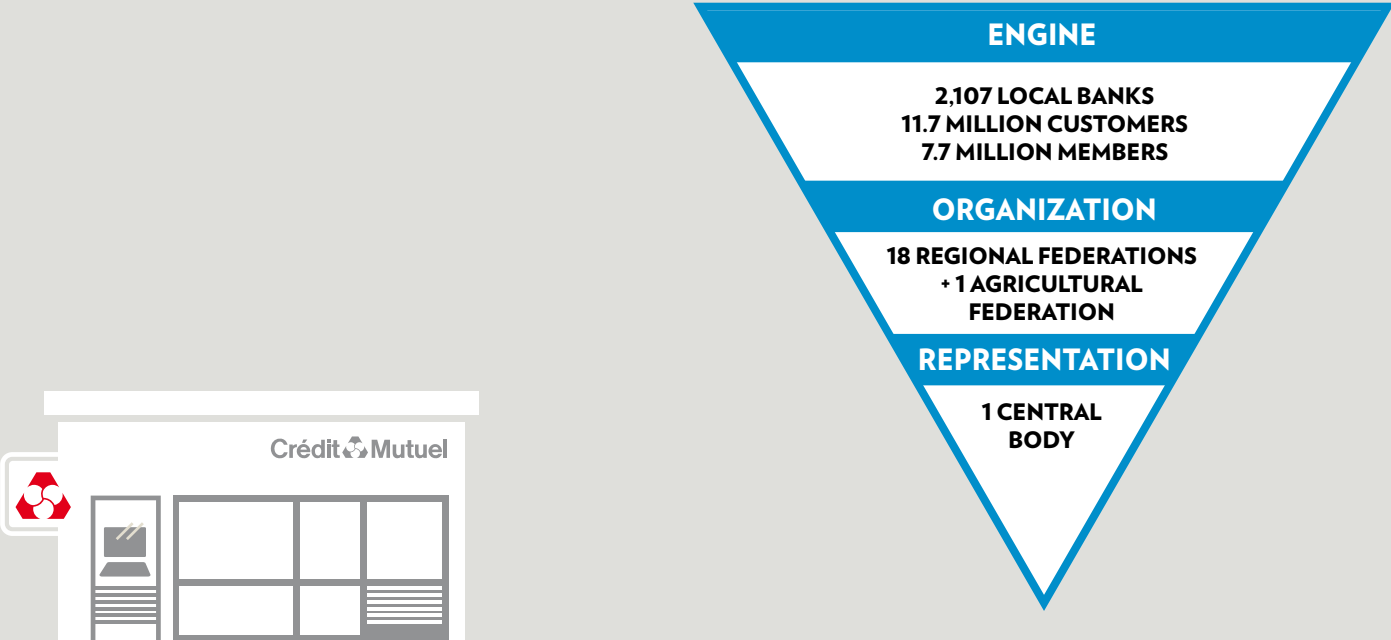 ENGINE
2,107 LOCAL BANKS
11.7 MILLION CUSTOMERS
7.7 MILLION MEMBERS
ORGANIZATION
18 REGIONAL FEDERATIONS
+ 1 AGRICULTURAL
FEDERATION
REPRESENTATION
1 CENTRAL
BODY
Crédit Mutuel